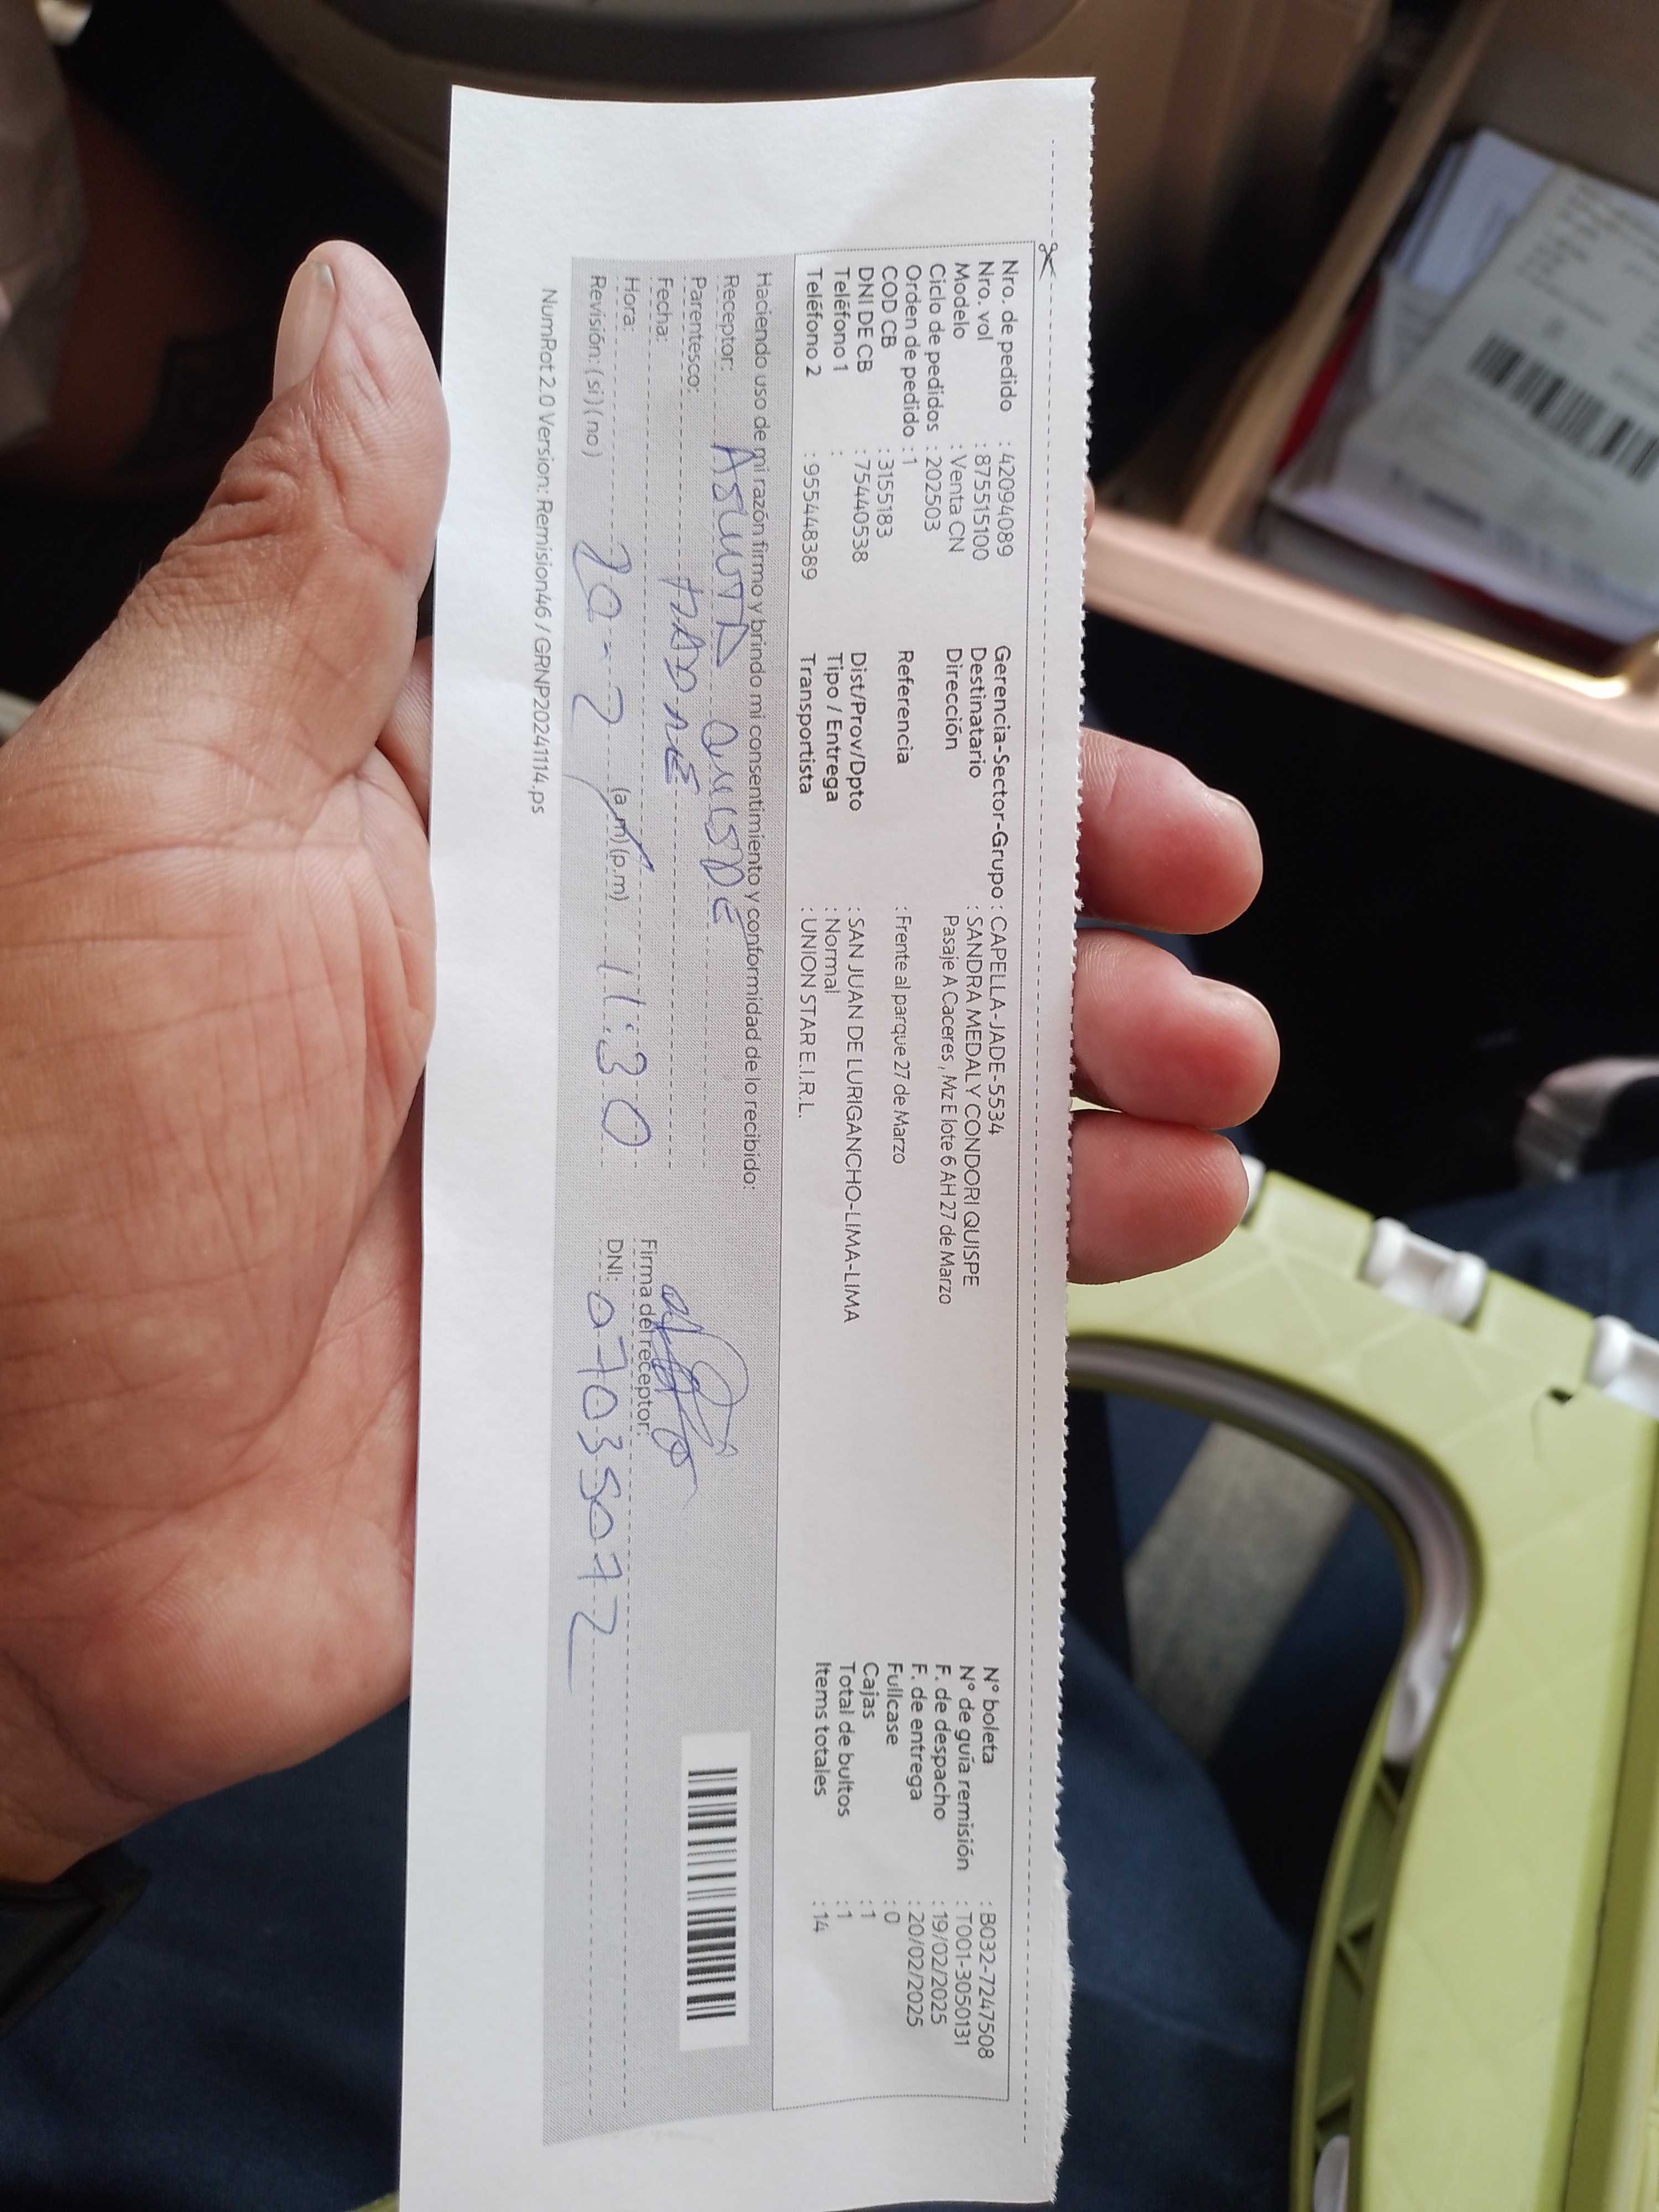 Nro. de pedido : 42094089
Nro. vol : 875515100
Modelo : Venta CN
Ciclo de pedidos : 202503
Orden de pedido : 1
COD CB : 3155183
DNI DE CB : 75440538
Teléfono 1 :
Teléfono 2 : 955448389
Gerencia-Sector-Grupo : CAPELLA-JADE-5534
Destinatario : SANDRA MEDALY CONDORI QUISPE
Dirección Pasaje A Caceres , Mz E lote 6 AH 27 de Marzo
Referencia : Frente al parque 27 de Marzo
Dist/Prov/Dpto : SAN JUAN DE LURIGANCHO-LIMA-LIMA
Tipo / Entrega : Normal
Transportista : UNION STAR E.I.R.L.
N° boleta : B032-7247508
N° de guía remisión : T001-3050131
F. de despacho : 19/02/2025
F. de entrega : 20/02/2025
Fullcase : 0
Cajas : 1
Total de bultos : 1
Items totales : 14
Haciendo uso de mi razón firmo y brindo mi consentimiento y conformidad de lo recibido:
Receptor:
Parentesco:
Fecha:
Hora: 20-2 (a.m)(p.m) 11:30
Revisión: (si)(no)
Firma del receptor:
DNI: 07035072
NumRot 2.0 Version: Remision46 / GRNP20241114.ps